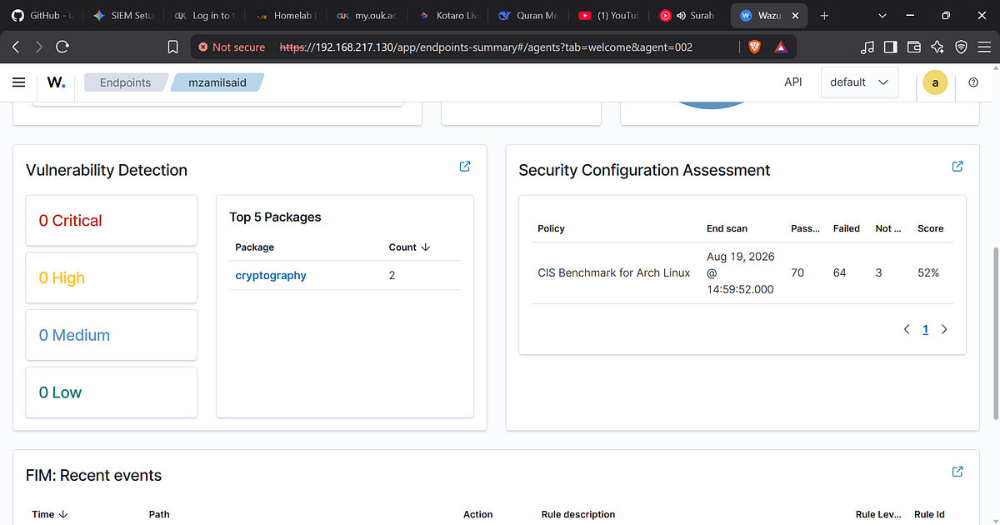 GitHub - i
SIEM Setu
Log in to t
Homelab
my.ouk.ac
Kotaro Liv
Quran Me
(1) YouTub
Surah
Wazu
Not secure
https://192.168.217.130/app/endpoints-summary#/agents?tab=welcome&agent=002
W.
Endpoints
mzamilsaid
API
default
a
Vulnerability Detection
0 Critical
0 High
0 Medium
0 Low
Top 5 Packages
Package Count
cryptography 2
Security Configuration Assessment
Policy End scan Pass... Failed Not ... Score
CIS Benchmark for Arch Linux Aug 19, 2026 @ 14:59:52.000 70 64 3 52%
1
FIM: Recent events
Time Path Action Rule description Rule Lev... Rule Id